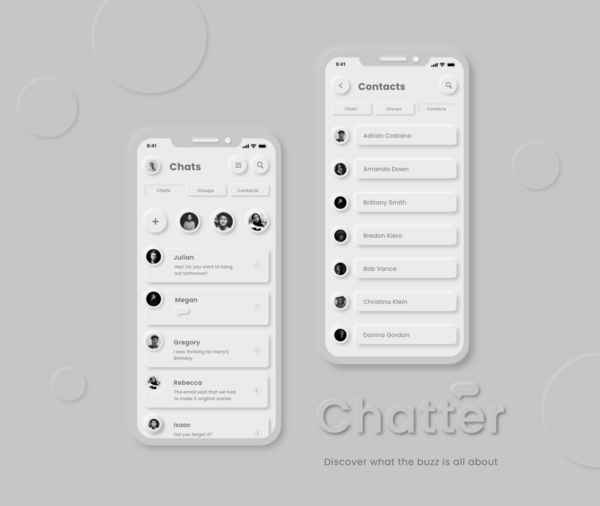 9:41
Chats
Chats Groups Contacts
+
Julian
Hey! Do you want to hang
out tomorrow?
Megan
Gregory
I was thinking for mary's
Birthday
Rebecca
The email said that we had
to make 5 original stories
Isaac
Did you forget it?
9:41
Contacts
Chats Groups Contacts
Adrian Costano
Amanda Down
Brittany Smith
Bredon Kiero
Bob Vance
Christina Klein
Davina Gordon
Chatter
Discover what the buzz is all about